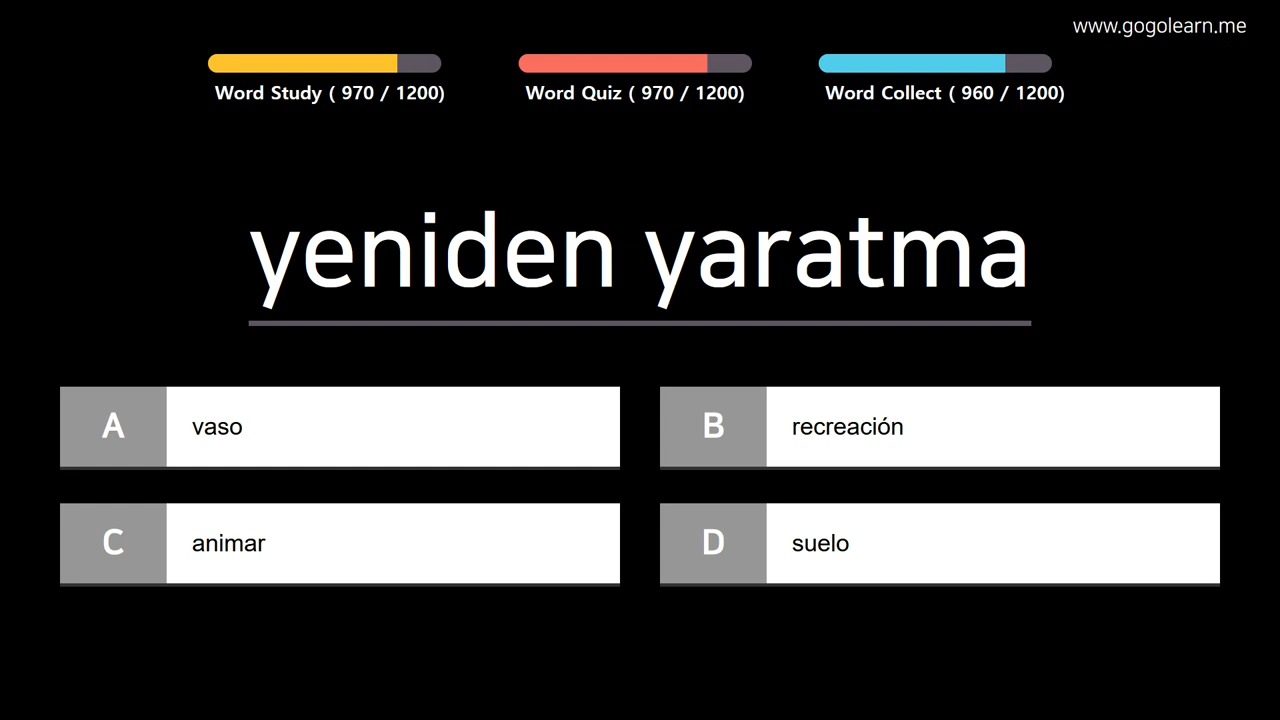 www.gogolearn.me
Word Study ( 970 / 1200)
Word Quiz ( 970 / 1200)
Word Collect ( 960 / 1200)
yeniden yaratma
A vaso
B recreación
C animar
D suelo